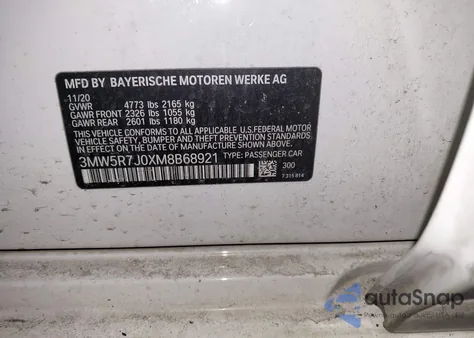 MFD BY BAYERISCHE MOTOREN WERKE AG
11/20
GVWR 4773 lbs 2165 kg
GAWR FRONT 2326 lbs 1055 kg
GAWR REAR 2601 lbs 1180 kg
THIS VEHICLE CONFORMS TO ALL APPLICABLE U.S.FEDERAL MOTOR
VEHICLE SAFETY, BUMPER, AND THEFT PREVENTION STANDARDS
IN EFFECT ON THE DATE OF MANUFACTURE SHOWN ABOVE.
3MW5R7J0XM8B68921 TYPE: PASSENGER CAR
300
autoSnap